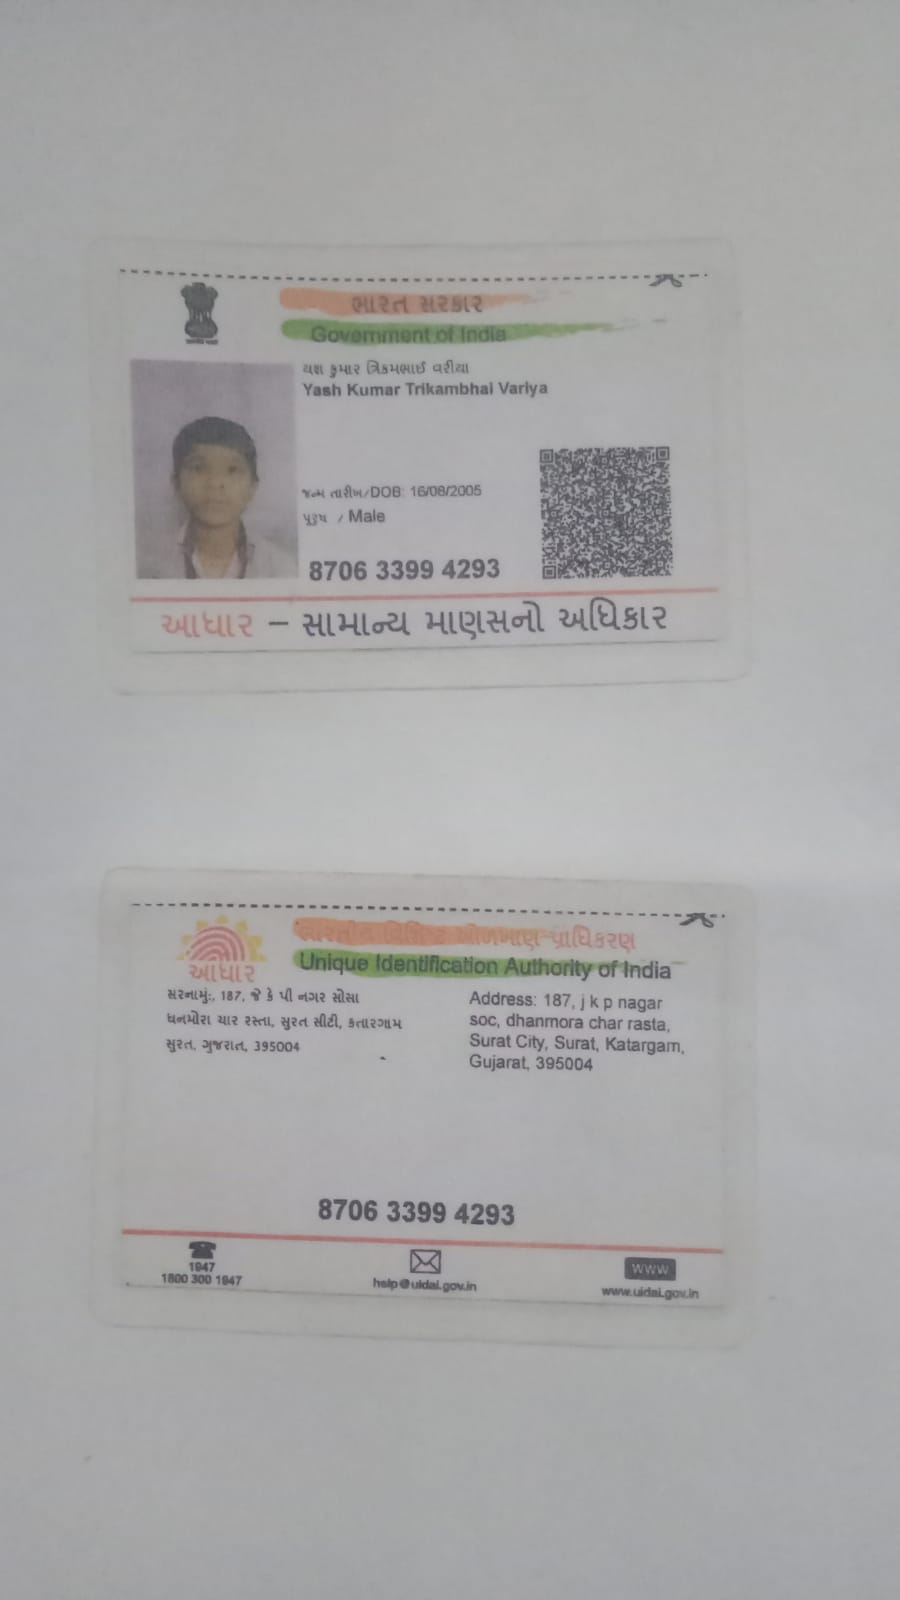 ભારત સરકાર
Government of India
યશ કુમાર ત્રિકમભાઈ વરીયા
Yash Kumar Trikambhai Variya
જન્મ તારીખ/DOB: 16/08/2005
પુરુષ / Male
8706 3399 4293
આધાર – સામાન્ય માણસનો અધિકાર
ભારતીય વિશિષ્ટ ઓળખાણ પ્રાધિકરણ
Unique Identification Authority of India
આધાર
સરનામું:, 187, જે કે પી નગર સોસા
ધનમોરા ચાર રસ્તા, સુરત સીટી, કતારગામ
સુરત, ગુજરાત, 395004
Address: 187, j k p nagar
soc, dhanmora char rasta,
Surat City, Surat, Katargam,
Gujarat, 395004
8706 3399 4293
1947
1800 300 1947
help@uidai.gov.in
WWW
www.uidai.gov.in